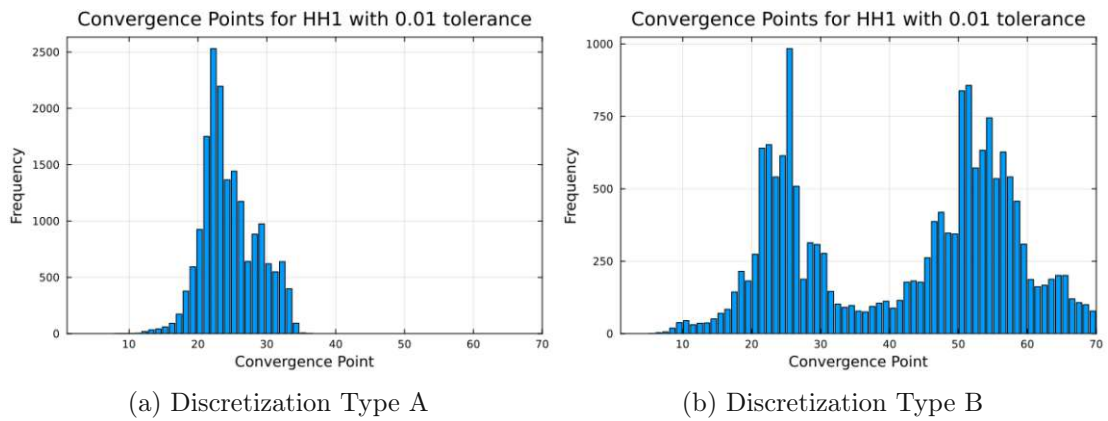 Convergence Points for HH1 with 0.01 tolerance
Frequency
2500
2000
1500
1000
500
0
10 20 30 40 50 60 70
Convergence Point
(a) Discretization Type A
Convergence Points for HH1 with 0.01 tolerance
Frequency
1000
750
500
250
0
10 20 30 40 50 60 70
Convergence Point
(b) Discretization Type B